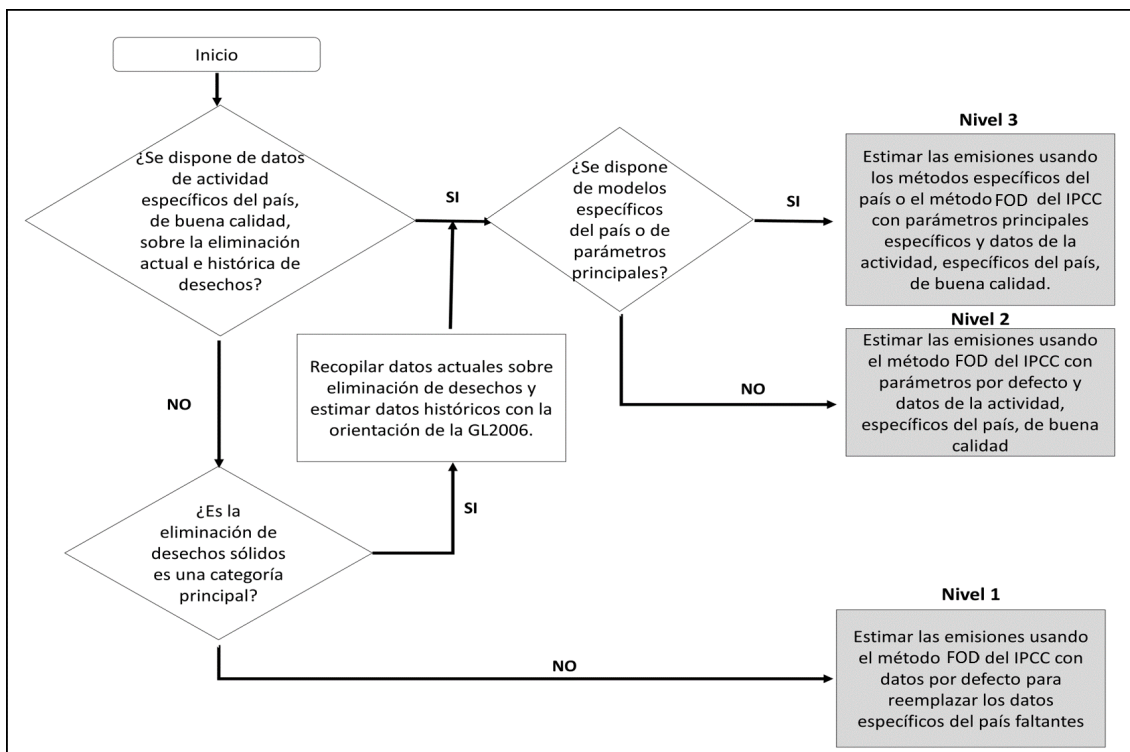 Inicio
¿Se dispone de datos
de actividad
específicos del país,
de buena calidad,
sobre la eliminación
actual e histórica de
desechos?
SI
¿Se dispone
de modelos
específicos
del país o de
parámetros
principales?
SI
Nivel 3
Estimar las emisiones usando
los métodos específicos del
país o el método FOD del IPCC
con parámetros principales
específicos y datos de la
actividad, específicos del país,
de buena calidad.
Nivel 2
Estimar las emisiones usando
el método FOD del IPCC con
parámetros por defecto y
datos de la actividad,
específicos del país, de buena
calidad
NO
Recopilar datos actuales sobre
eliminación de desechos y
estimar datos históricos con la
orientación de la GL2006.
NO
SI
¿Es la
eliminación de
desechos sólidos
es una categoría
principal?
NO
Nivel 1
Estimar las emisiones usando
el método FOD del IPCC con
datos por defecto para
reemplazar los datos
específicos del país faltantes